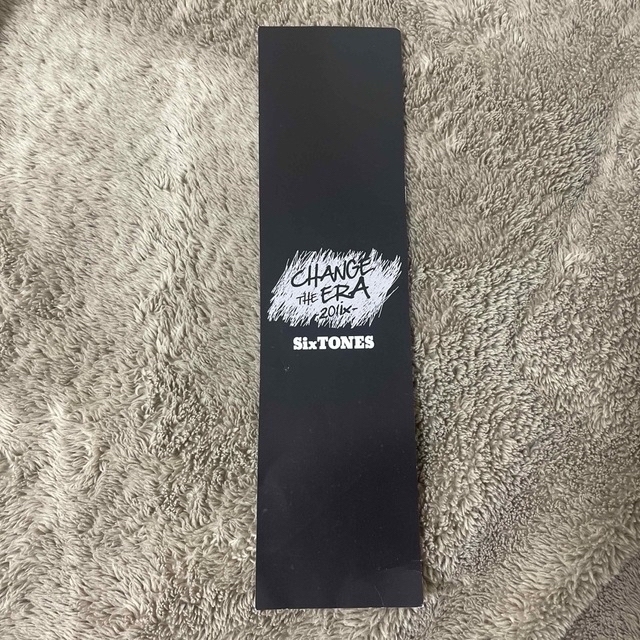 CHANGE
THE ERA
-201ix-
SixTONES